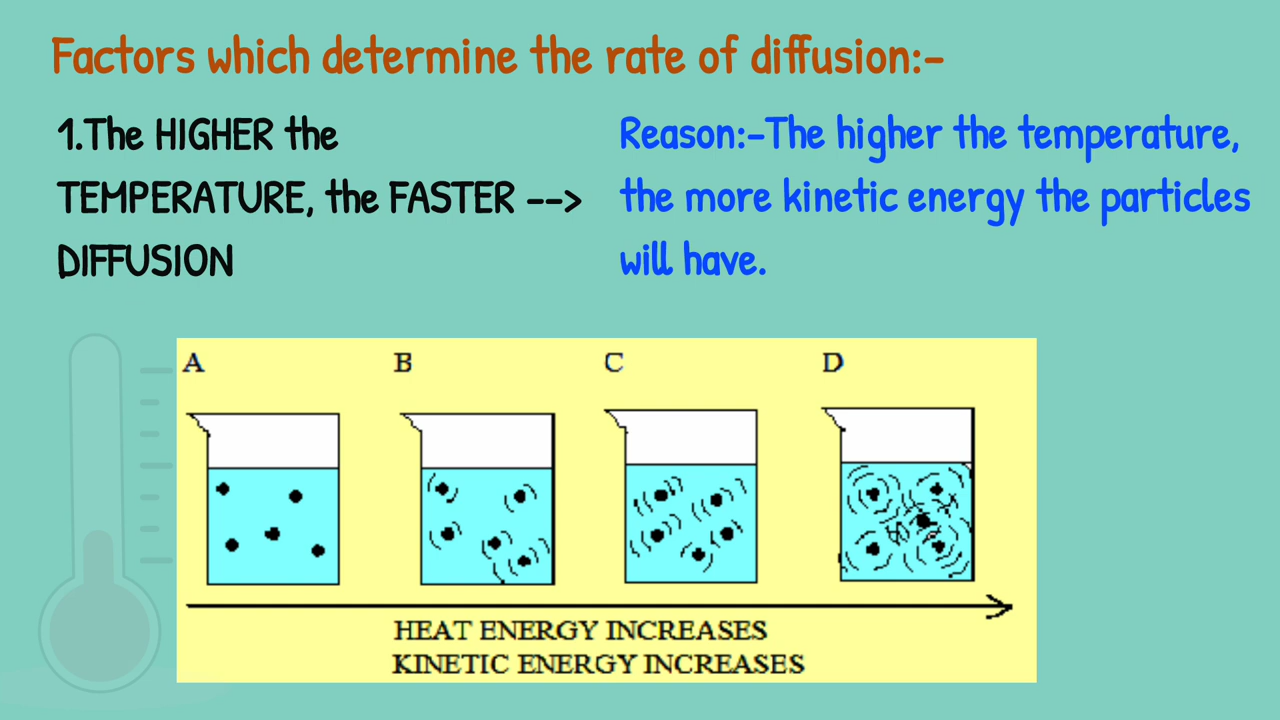 Factors which determine the rate of diffusion:-
1.The HIGHER the
TEMPERATURE, the FASTER -->
DIFFUSION
Reason:-The higher the temperature,
the more kinetic energy the particles
will have.
A B C D
HEAT ENERGY INCREASES
KINETIC ENERGY INCREASES